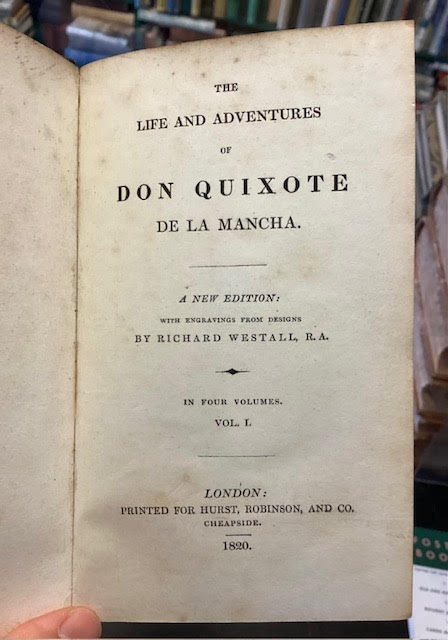 THE
LIFE AND ADVENTURES
OF
DON QUIXOTE
DE LA MANCHA.
A NEW EDITION:
WITH ENGRAVINGS FROM DESIGNS
BY RICHARD WESTALL, R.A.
IN FOUR VOLUMES.
VOL. I.
LONDON:
PRINTED FOR HURST, ROBINSON, AND CO.
CHEAPSIDE.
1820.